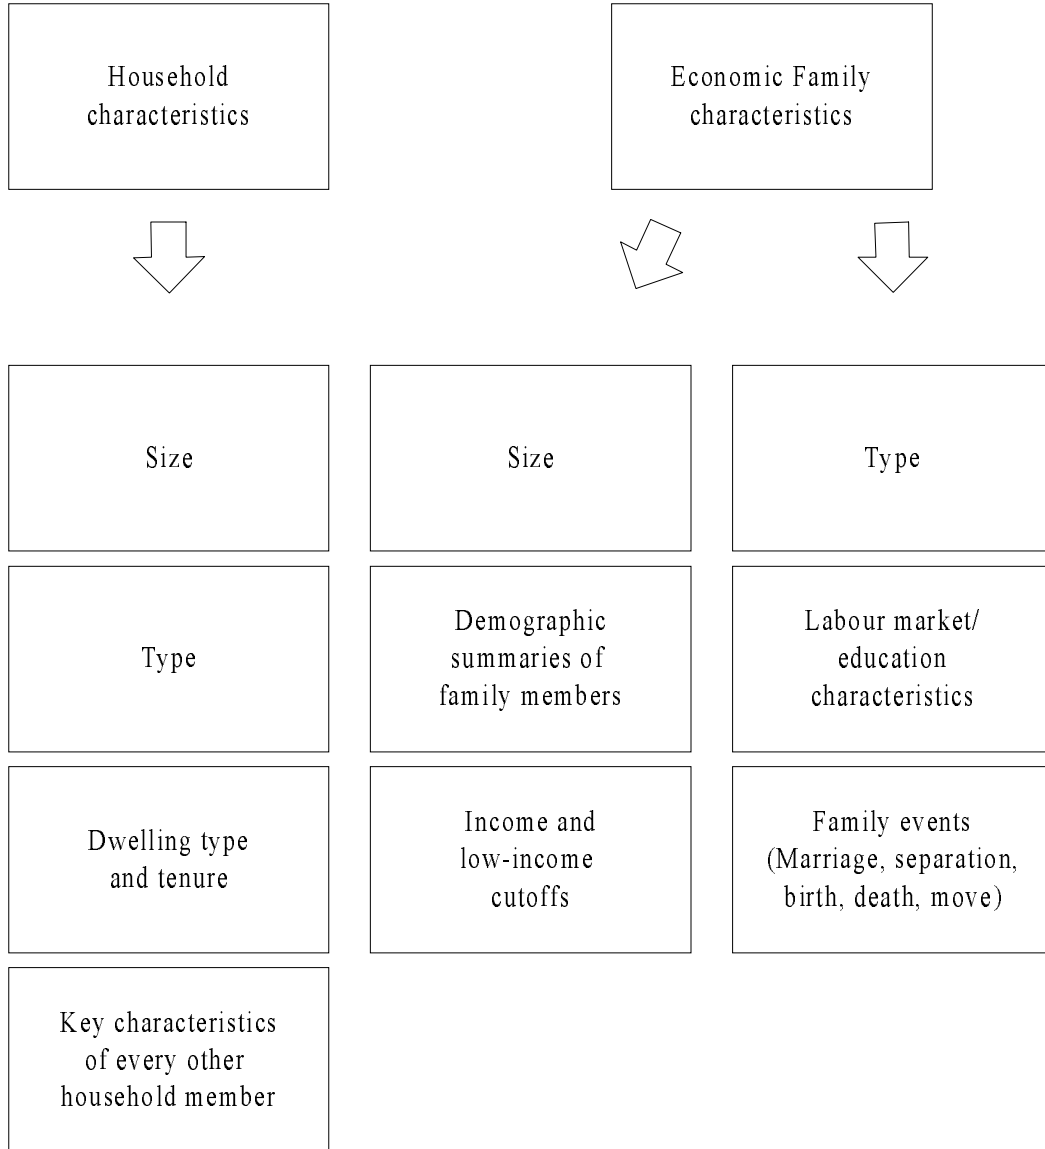 Household
characteristics
Economic Family
characteristics
Size
Size
Type
Type
Demographic
summaries of
family members
Labour market/
education
characteristics
Dwelling type
and tenure
Income and
low-income
cutoffs
Family events
(Marriage, separation,
birth, death, move)
Key characteristics
of every other
household member